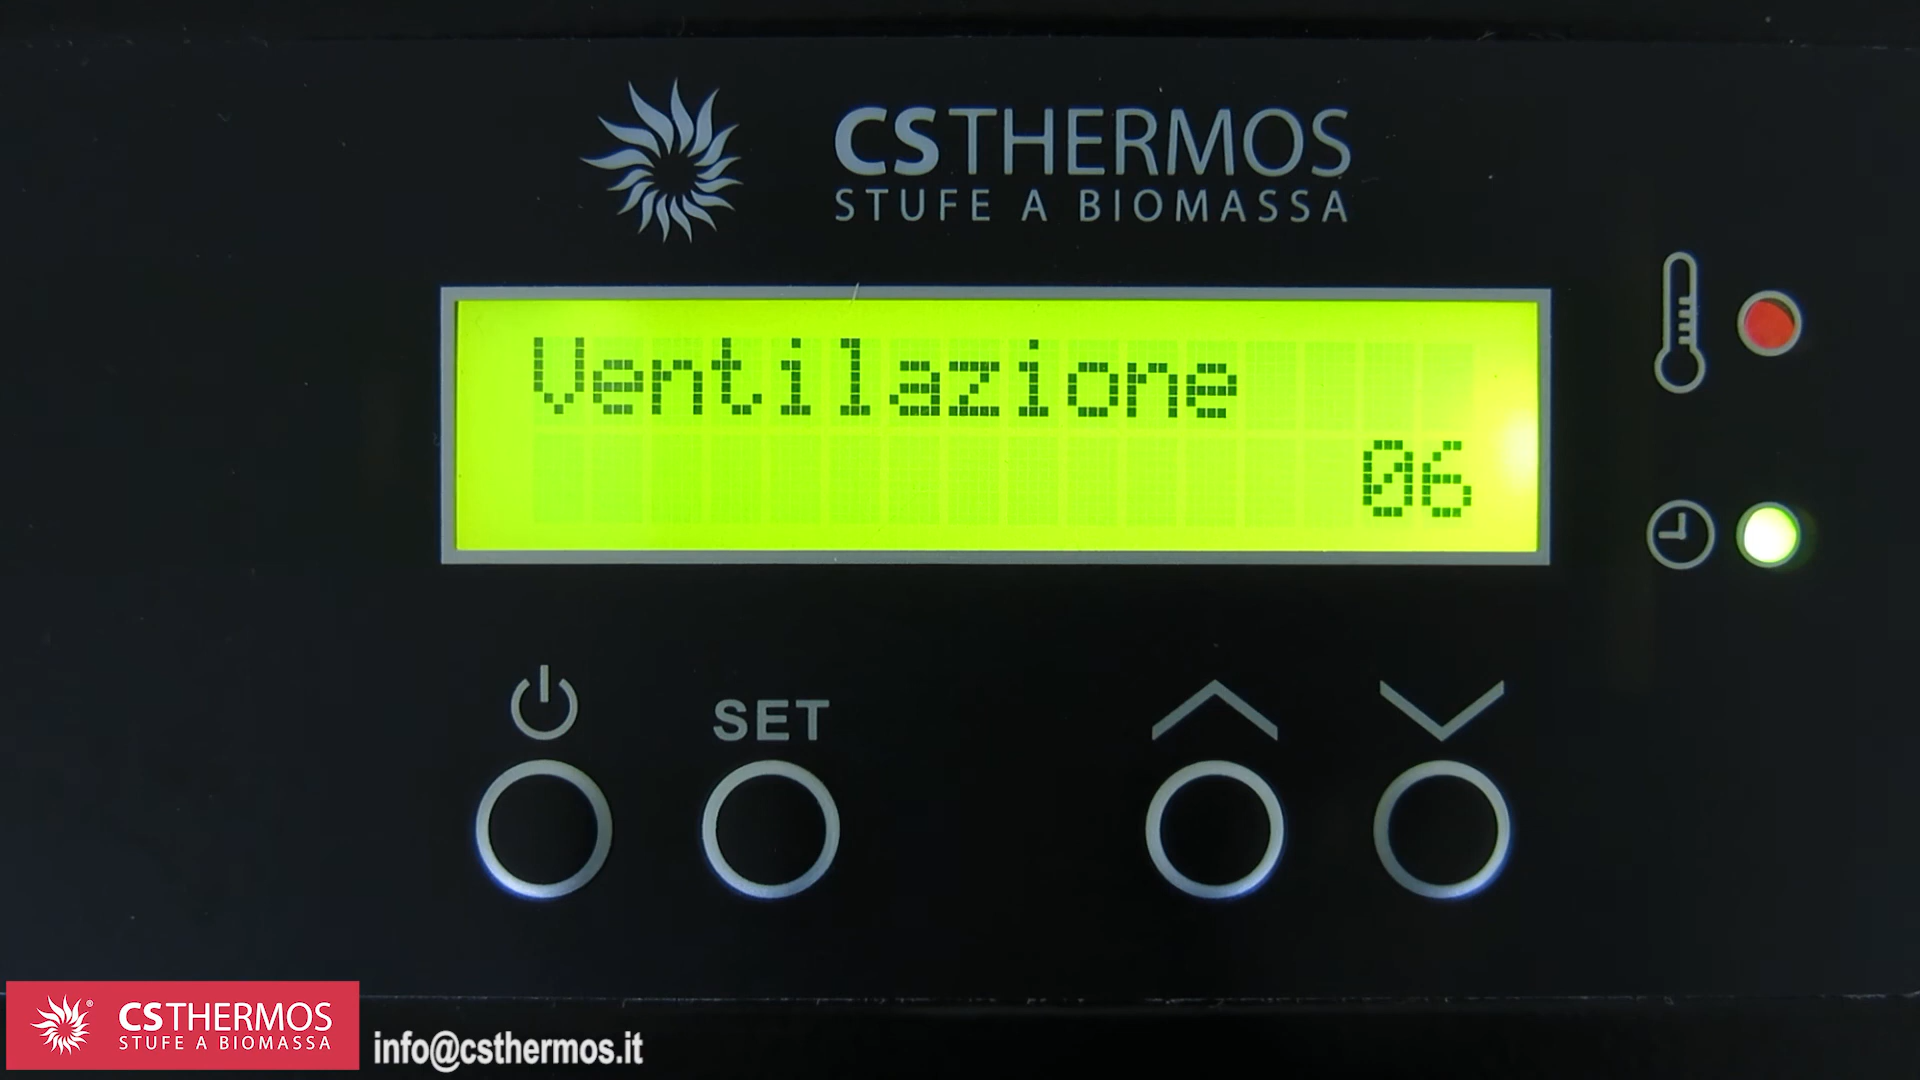 CSTHERMOS
STUFE A BIOMASSA
Ventilazione
06
SET
CSTHERMOS
STUFE A BIOMASSA
info@csthermos.it